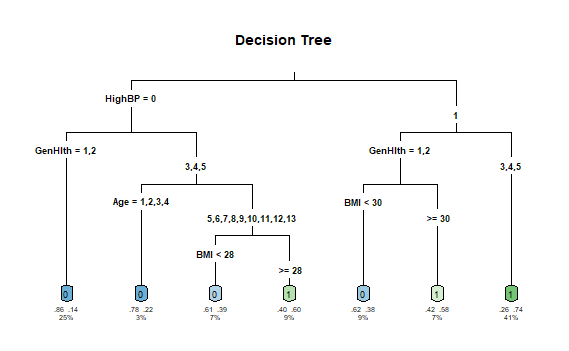 Decision Tree
HighBP = 0
1
GenHlth = 1,2
3,4,5
GenHlth = 1,2
3,4,5
Age = 1,2,3,4
5,6,7,8,9,10,11,12,13
BMI < 30
>= 30
BMI < 28
>= 28
0 0 0 1 0 1 1
.86 .14 .78 .22 .61 .39 .40 .60 .62 .38 .42 .58 .26 .74
25% 3% 7% 9% 9% 7% 41%